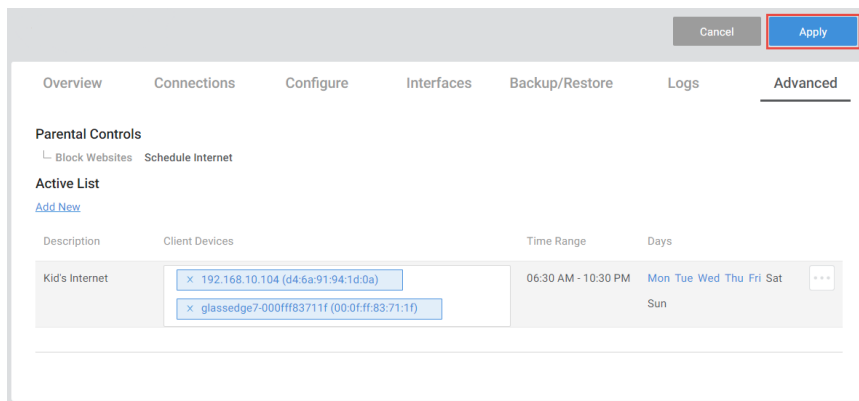 Cancel Apply
Overview Connections Configure Interfaces Backup/Restore Logs Advanced
Parental Controls
Block Websites Schedule Internet
Active List
Add New
Description Client Devices Time Range Days
Kid's Internet × 192.168.10.104 (d4:6a:91:94:1d:0a) 06:30 AM - 10:30 PM Mon Tue Wed Thu Fri Sat
× glassedge7-000fff83711f (00:0f:ff:83:71:1f) Sun